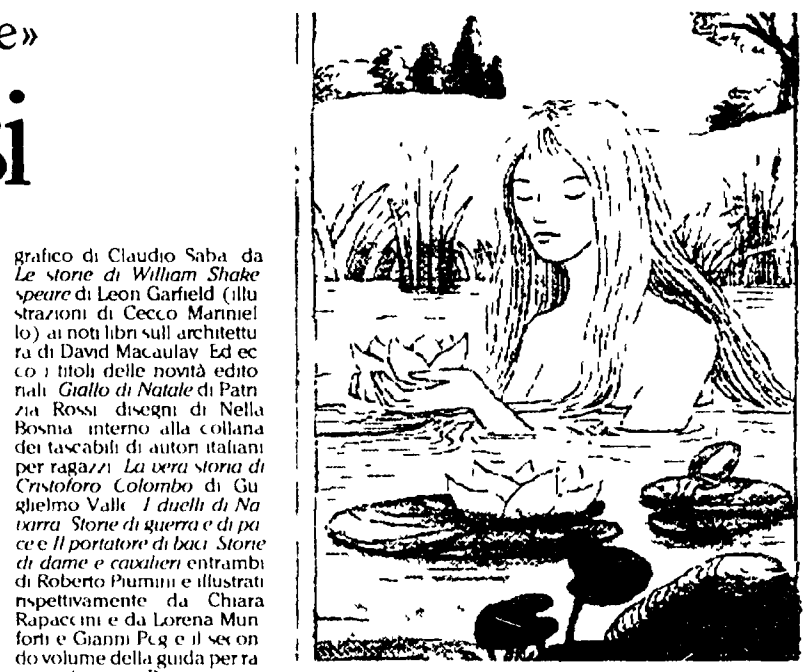 e»
si
grafico di Claudio Saba da
Le storie di William Shake
speare di Leon Garfield (illu
strazioni di Cecco Manniel
lo) ai noti libri sull architettu
ra di David Macaulay Ed ec
co i titoli delle novità edito
riali Giallo di Natale di Patri
zia Rossi disegni di Nella
Bosnia interno alla collana
dei tascabili di autori italiani
per ragazzi La vera storia di
Cristoforo Colombo di Gu
glielmo Valle I duelli di Na
varra Storie di guerra e di pa
ce e Il portatore di baci Storie
di dame e cavalieri entrambi
di Roberto Piumini e illustrati
rispettivamente da Chiara
Rapaccini e da Lorena Mun
forti e Gianni Peg e il secon
do volume della guida per ra